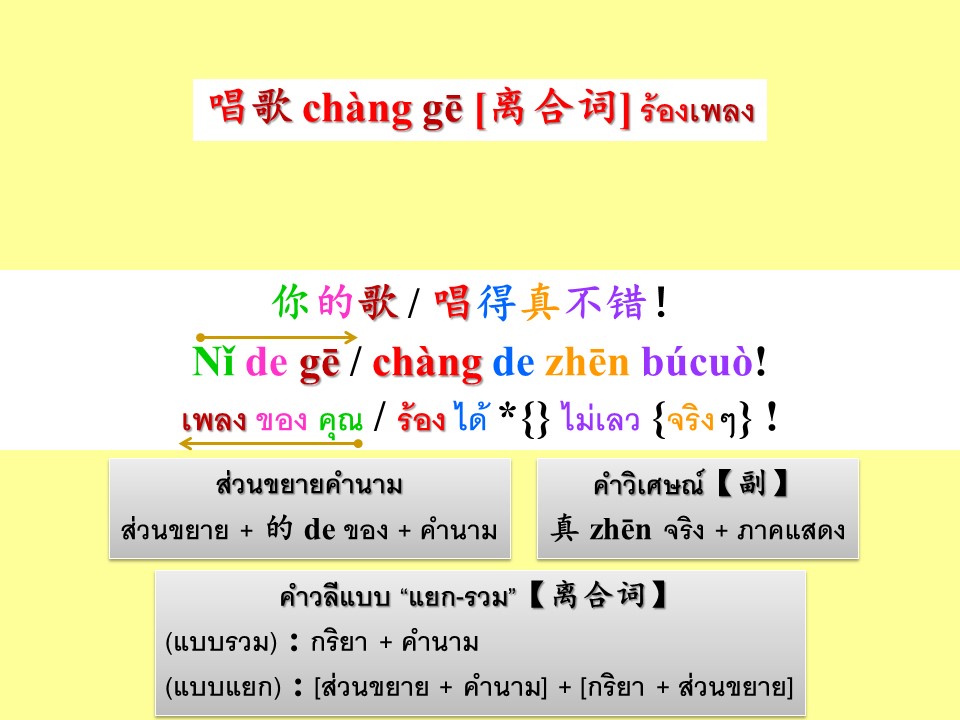 唱歌 chàng gē [离合词] ร้องเพลง
你的歌 / 唱得真不错!
Nǐ de gē / chàng de zhēn búcuò!
เพลง ของ คุณ / ร้อง ได้ *{} ไม่เลว {จริงๆ} !
ส่วนขยายคำนาม
ส่วนขยาย + 的 de ของ + คำนาม
คำวิเศษณ์【副】
真 zhēn จริง + ภาคแสดง
คำวลีแบบ “แยก-รวม”【离合词】
(แบบรวม) : กริยา + คำนาม
(แบบแยก) : [ส่วนขยาย + คำนาม] + [กริยา + ส่วนขยาย]